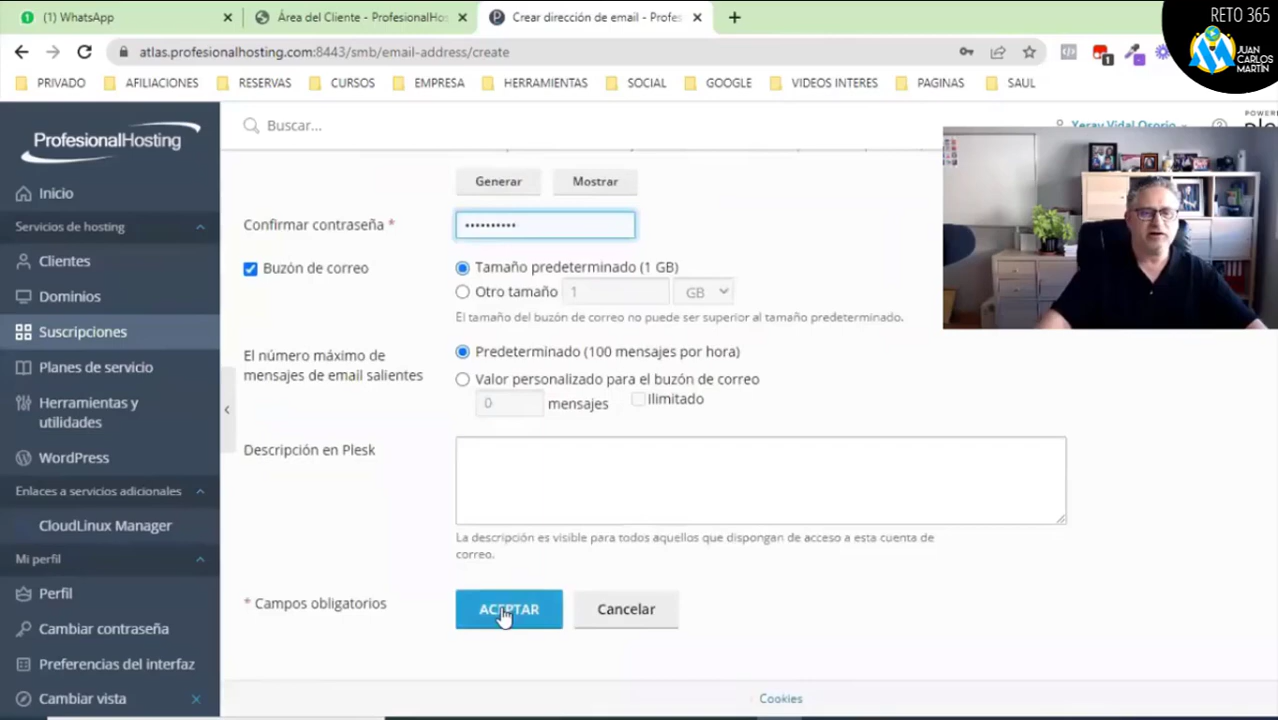 (1) WhatsApp
Área del Cliente - ProfesionalHos
Crear dirección de email - Profes
RETO 365
JUAN
CARLOS
MARTÍN
atlas.profesionalhosting.com:8443/smb/email-address/create
PRIVADO
AFILIACIONES
RESERVAS
CURSOS
EMPRESA
HERRAMIENTAS
SOCIAL
GOOGLE
VIDEOS INTERES
PAGINAS
SAUL
ProfesionalHosting
Buscar...
Yeray Vidal Osorio
POWERE
Inicio
Servicios de hosting
Clientes
Dominios
Suscripciones
Planes de servicio
Herramientas y
utilidades
WordPress
Enlaces a servicios adicionales
CloudLinux Manager
Mi perfil
Perfil
Cambiar contraseña
Preferencias del interfaz
Cambiar vista
Generar
Mostrar
Confirmar contraseña *
••••••••••
Buzón de correo
Tamaño predeterminado (1 GB)
Otro tamaño
1
GB
El tamaño del buzón de correo no puede ser superior al tamaño predeterminado.
El número máximo de
mensajes de email salientes
Predeterminado (100 mensajes por hora)
Valor personalizado para el buzón de correo
0
mensajes
Ilimitado
Descripción en Plesk
La descripción es visible para todos aquellos que dispongan de acceso a esta cuenta de
correo.
* Campos obligatorios
ACEPTAR
Cancelar
Cookies